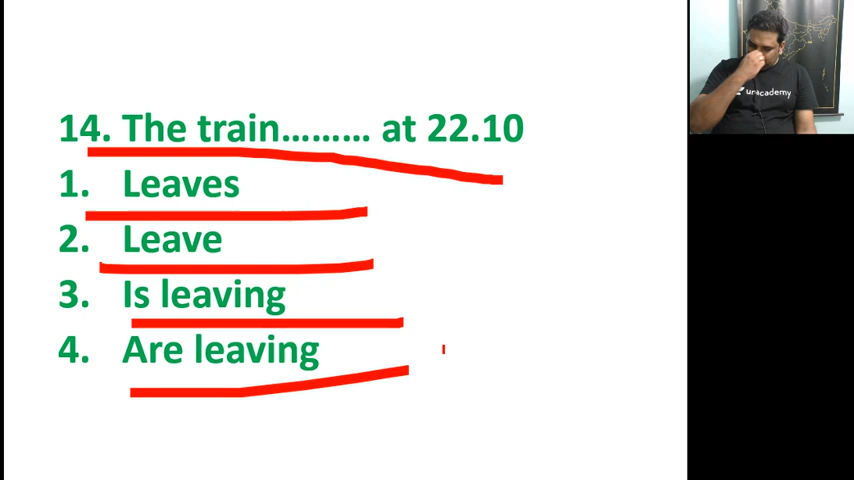 14. The train……… at 22.10
1. Leaves
2. Leave
3. Is leaving
4. Are leaving
unacademy